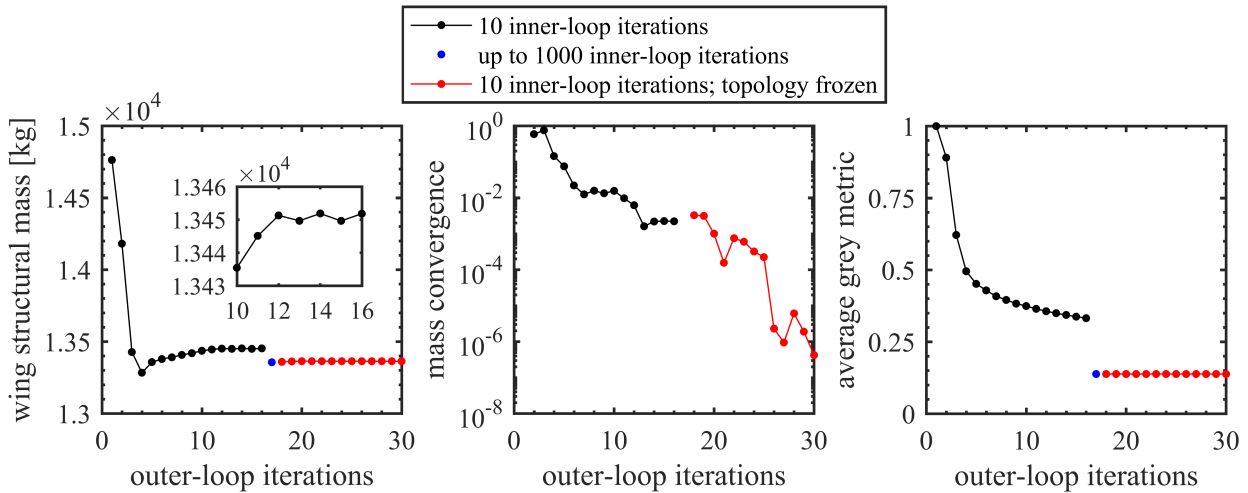 10 inner-loop iterations
up to 1000 inner-loop iterations
10 inner-loop iterations; topology frozen
×10^4
1.5
1.45
1.4
1.35
1.3
wing structural mass [kg]
0 10 20 30
outer-loop iterations
×10^4
1.346
1.345
1.344
1.343
10 12 14 16
10^0
10^-2
10^-4
10^-6
10^-8
mass convergence
0 10 20 30
outer-loop iterations
1
0.75
0.5
0.25
0
average grey metric
0 10 20 30
outer-loop iterations